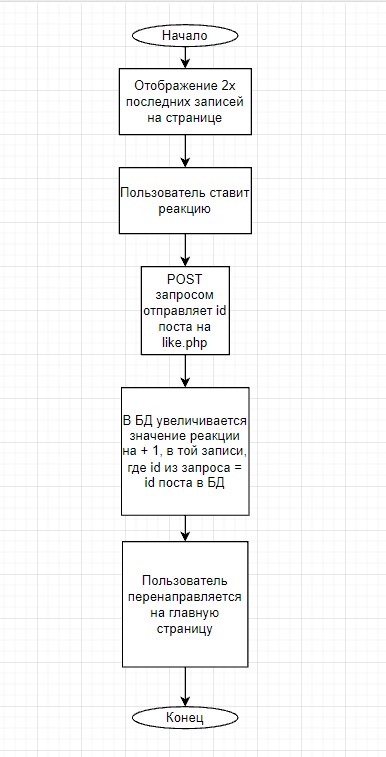 Начало
Отображение 2х
последних записей
на странице
Пользователь ставит
реакцию
POST
запросом
отправляет id
поста на
like.php
В БД увеличивается
значение реакции
на + 1, в той записи,
где id из запроса =
id поста в БД
Пользователь
перенаправляется
на главную
страницу
Конец